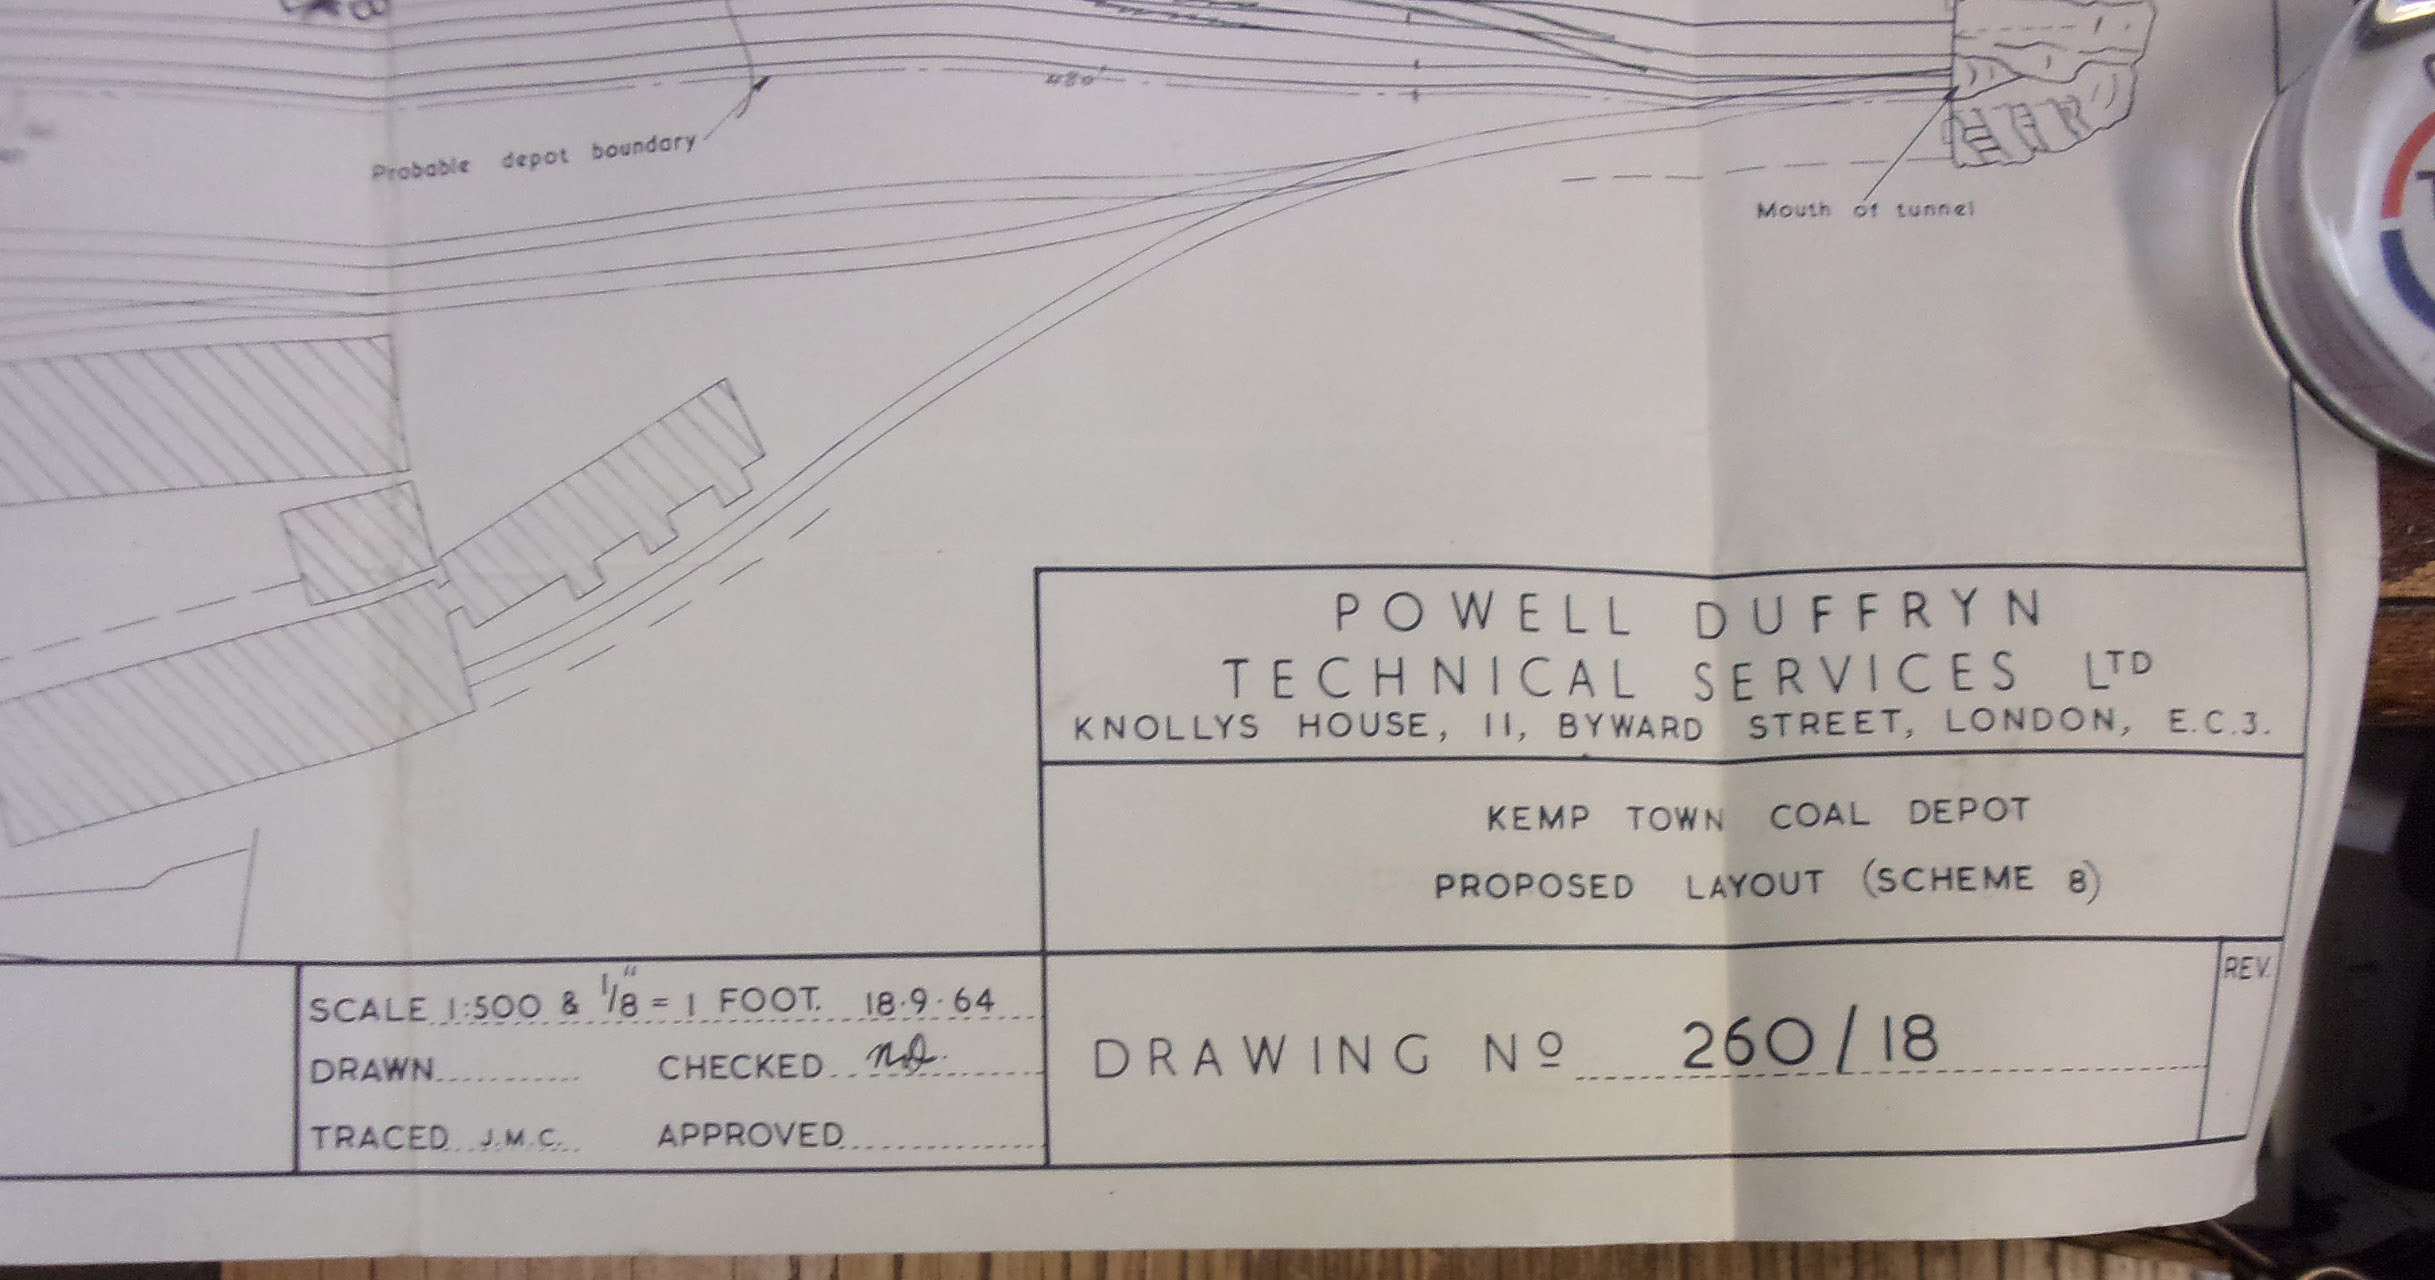 480'
Probable depot boundary
Mouth of tunnel
POWELL DUFFRYN
TECHNICAL SERVICES LTD
KNOLLYS HOUSE, 11, BYWARD STREET, LONDON, E.C.3.
KEMP TOWN COAL DEPOT
PROPOSED LAYOUT (SCHEME 8)
SCALE 1:500 & 1/8" = 1 FOOT. 18·9·64
DRAWN
CHECKED
TRACED J.M.C.
APPROVED
DRAWING Nº 260/18
REV.